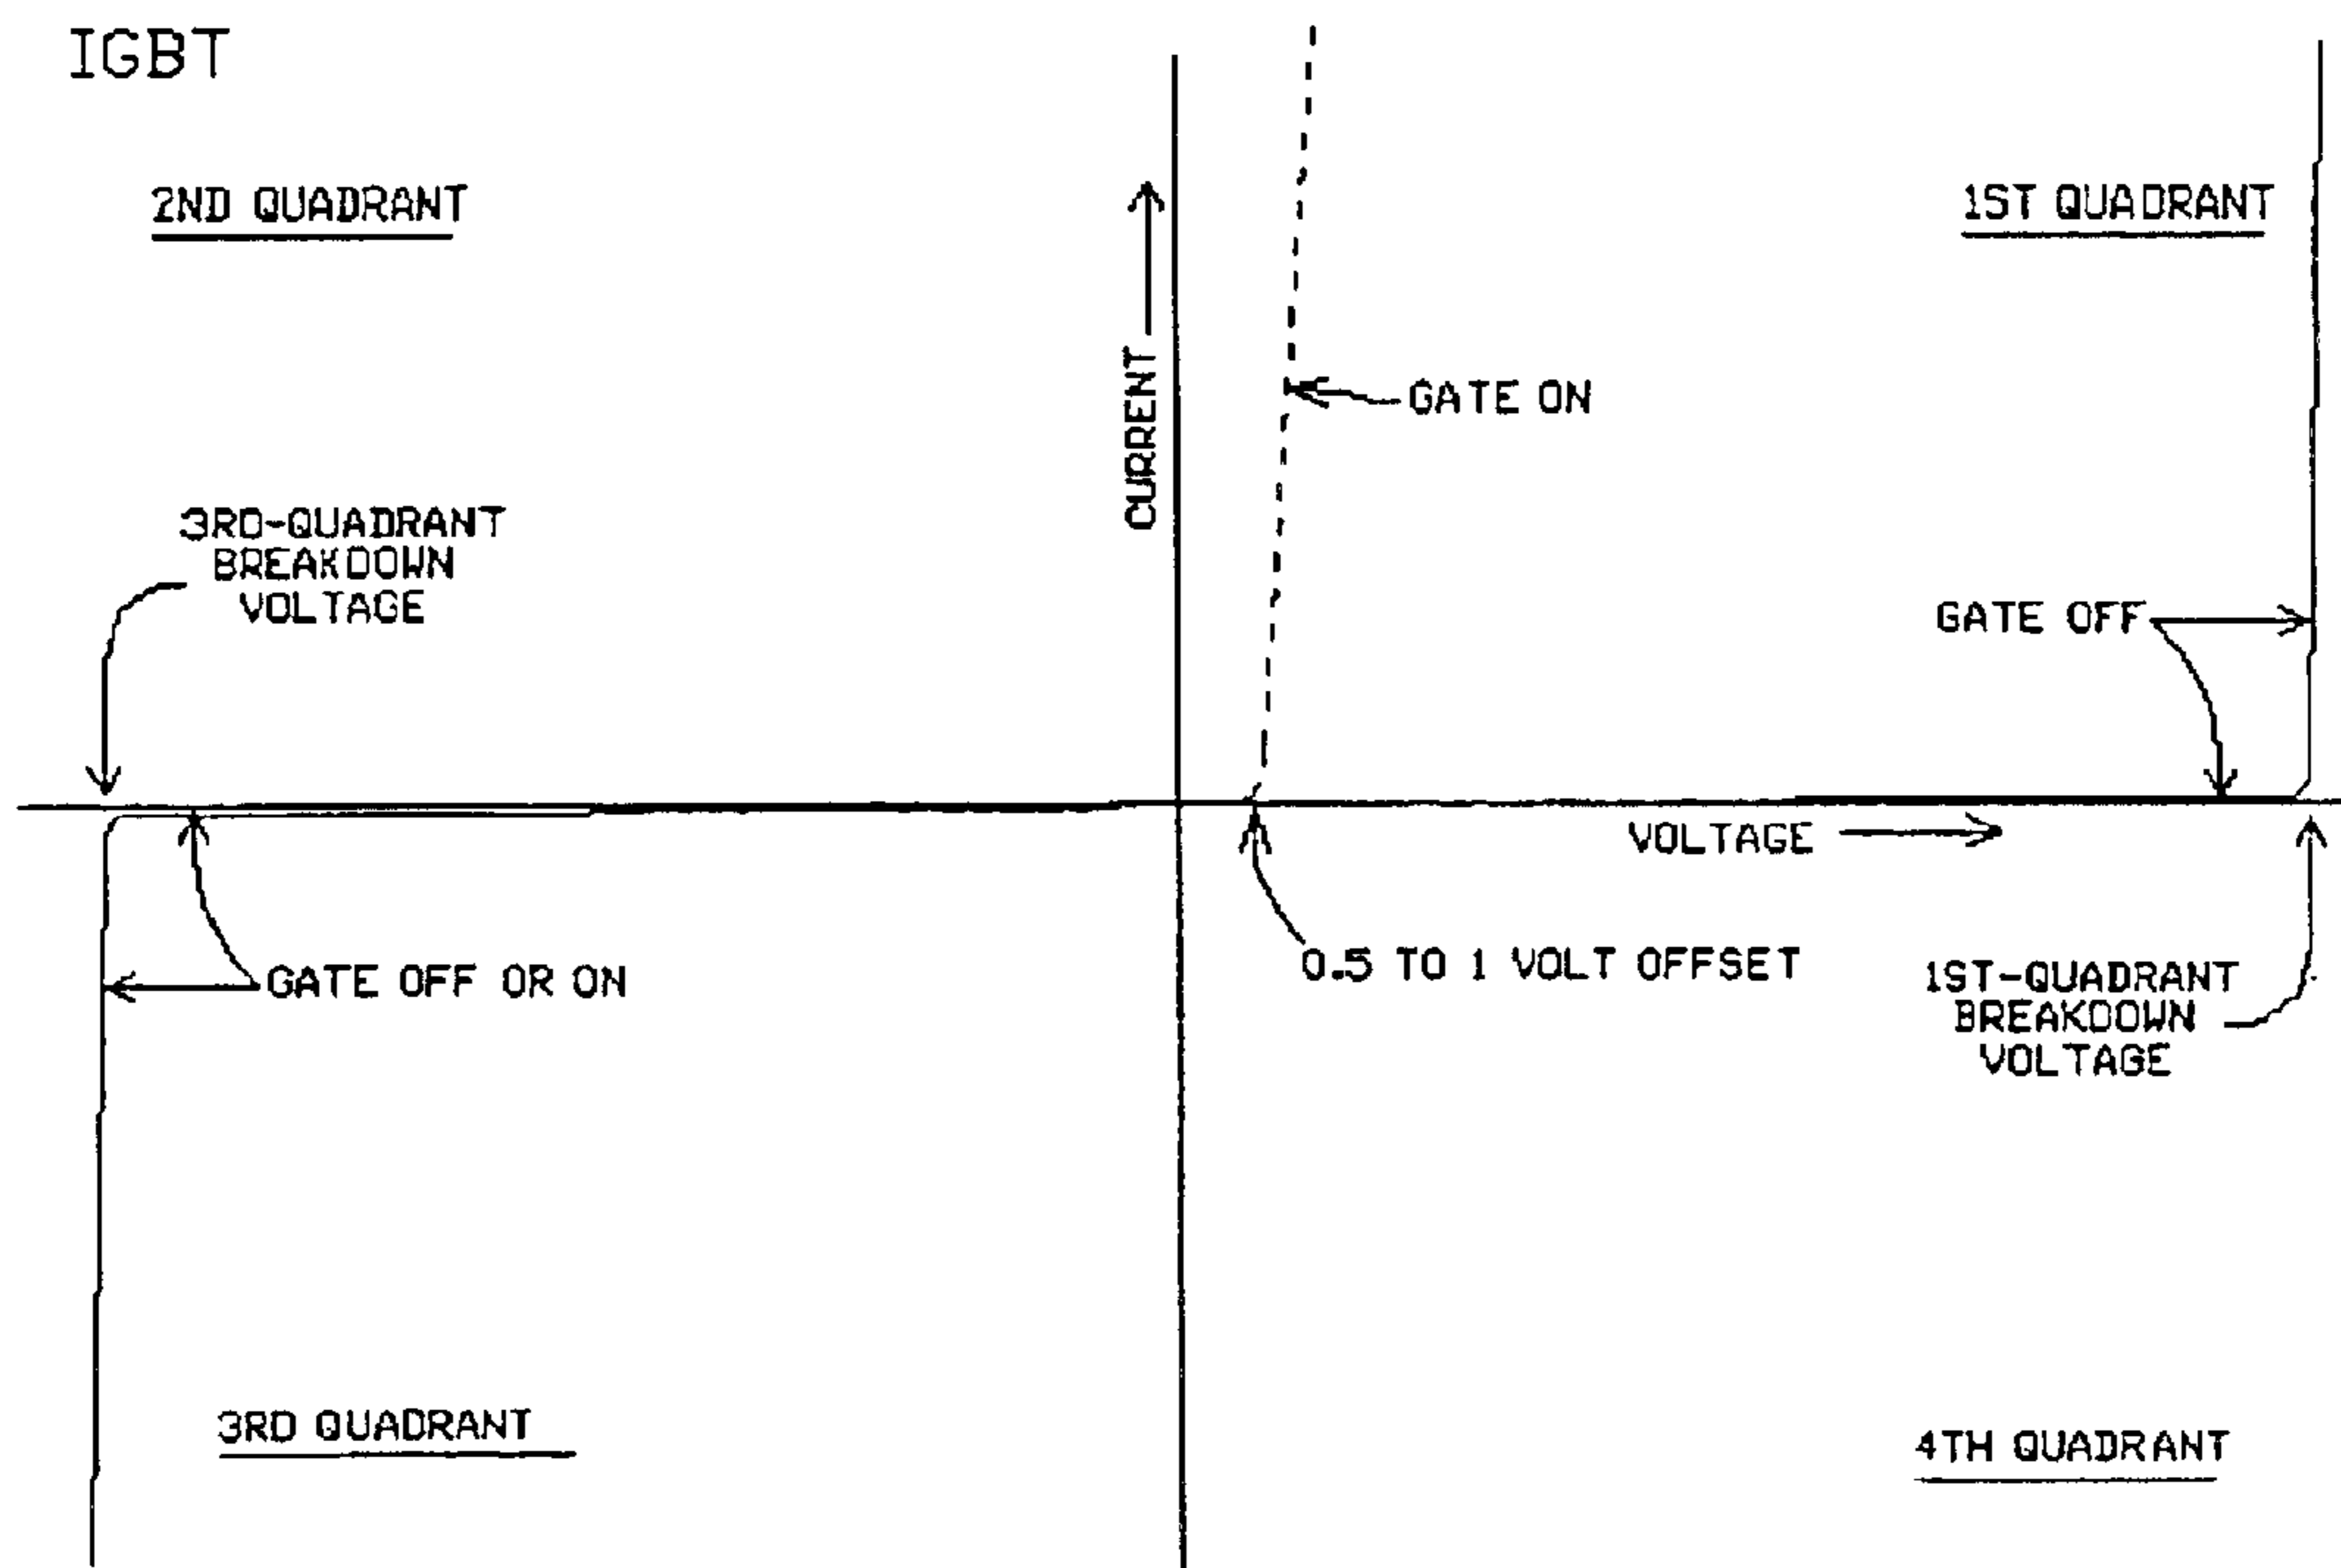 IGBT
2ND QUADRANT
1ST QUADRANT
CURRENT
GATE ON
3RD-QUADRANT
BREAKDOWN
VOLTAGE
GATE OFF
VOLTAGE
GATE OFF OR ON
0.5 TO 1 VOLT OFFSET
1ST-QUADRANT
BREAKDOWN
VOLTAGE
3RD QUADRANT
4TH QUADRANT